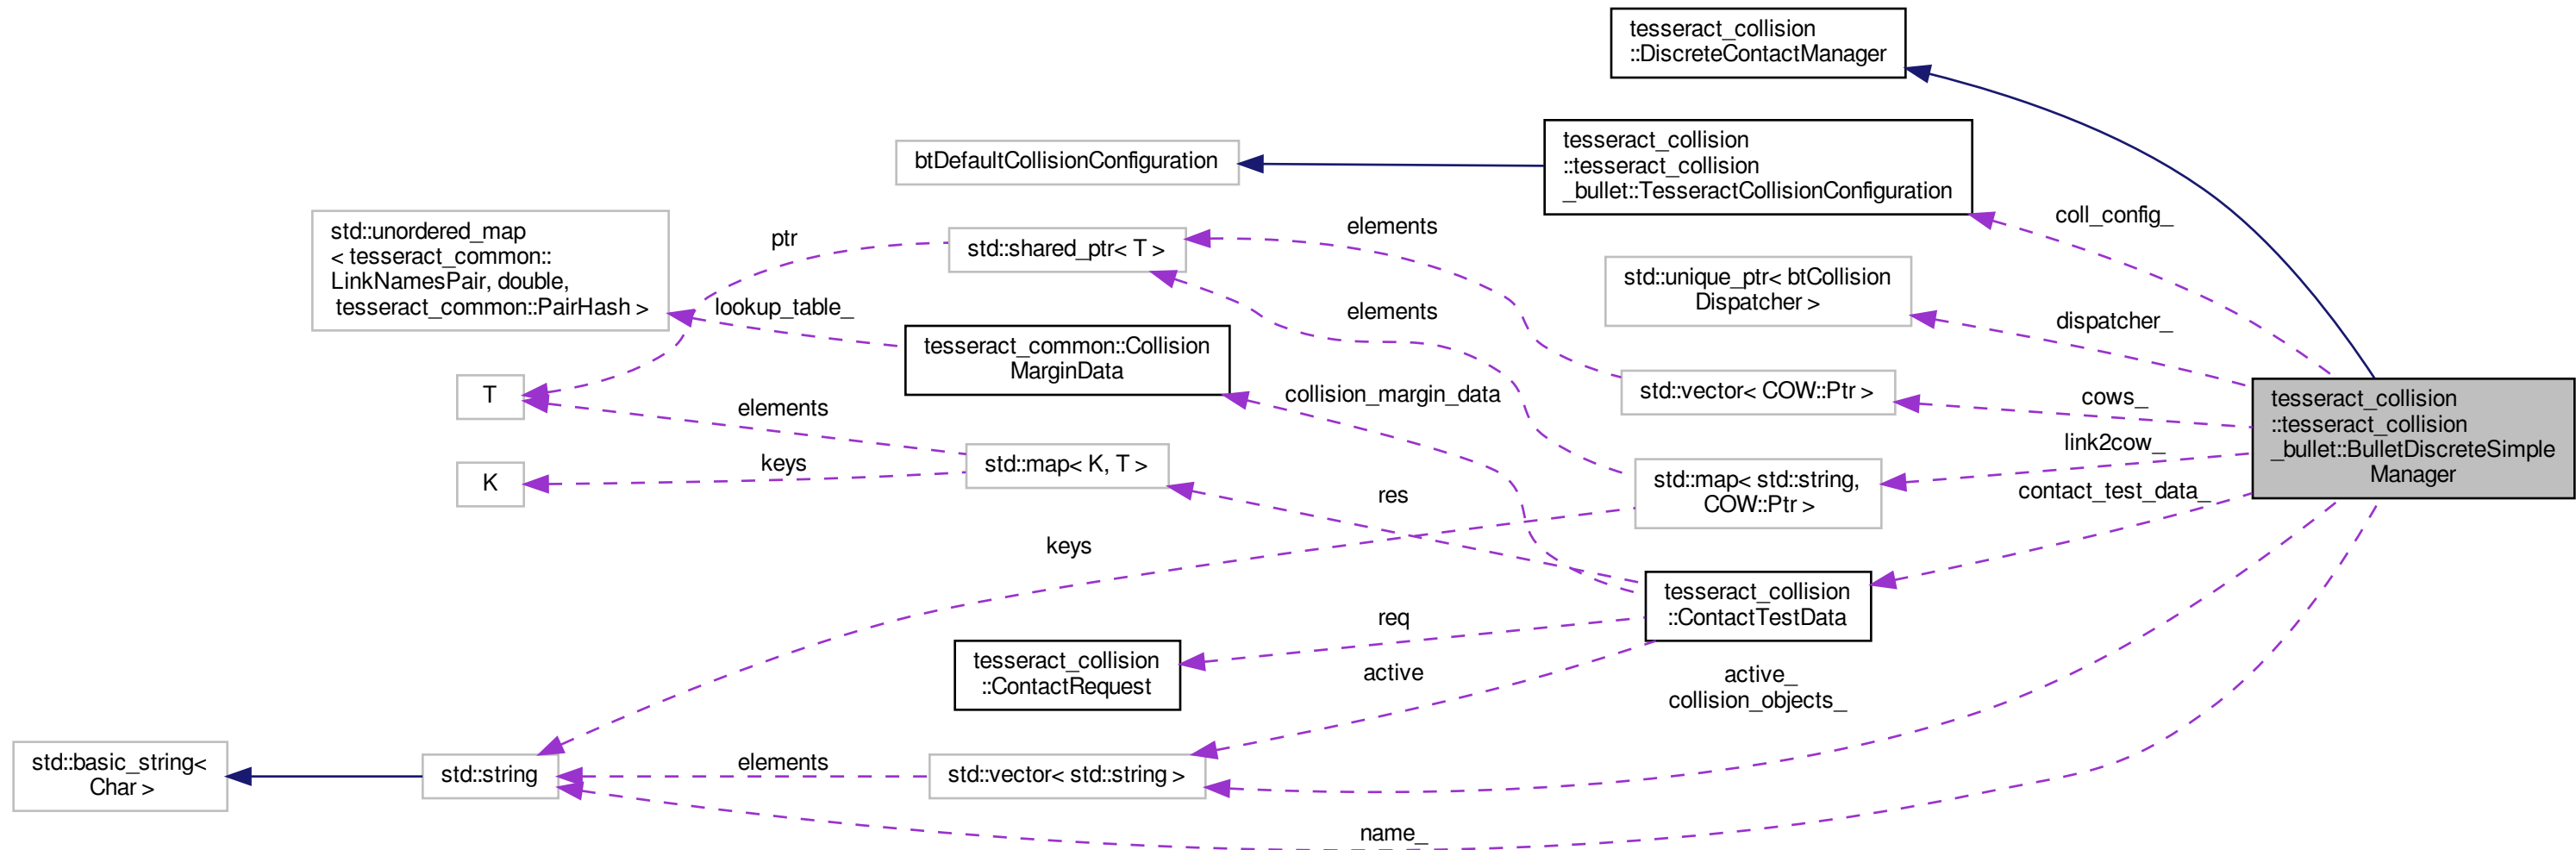 tesseract_collision
::DiscreteContactManager
btDefaultCollisionConfiguration
tesseract_collision
::tesseract_collision
_bullet::TesseractCollisionConfiguration
coll_config_
std::unordered_map
< tesseract_common::
LinkNamesPair, double,
tesseract_common::PairHash >
ptr
std::shared_ptr< T >
elements
std::unique_ptr< btCollision
Dispatcher >
dispatcher_
lookup_table_
elements
tesseract_common::Collision
MarginData
T
elements
collision_margin_data
std::vector< COW::Ptr >
cows_
tesseract_collision
::tesseract_collision
_bullet::BulletDiscreteSimple
Manager
K
keys
std::map< K, T >
res
std::map< std::string,
COW::Ptr >
link2cow_
contact_test_data_
keys
tesseract_collision
::ContactTestData
req
tesseract_collision
::ContactRequest
active
active_
collision_objects_
std::basic_string<
Char >
std::string
elements
std::vector< std::string >
name_